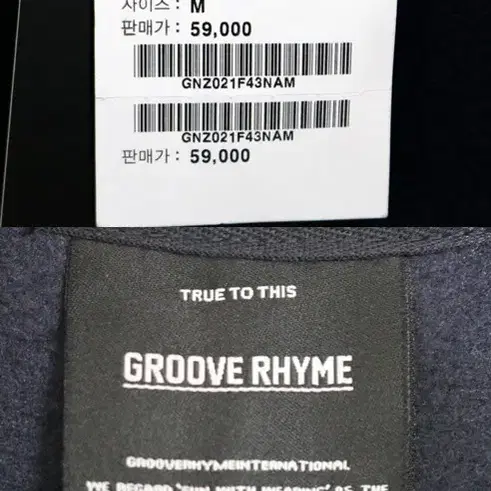 사이즈 : M
판매가 : 59,000
GNZ021F43NAM
GNZ021F43NAM
판매가 : 59,000
TRUE TO THIS
GROOVE RHYME
GROOVERHYMEINTERNATIONAL
WE REGARD 'FUN WITH WEARING' AS THE